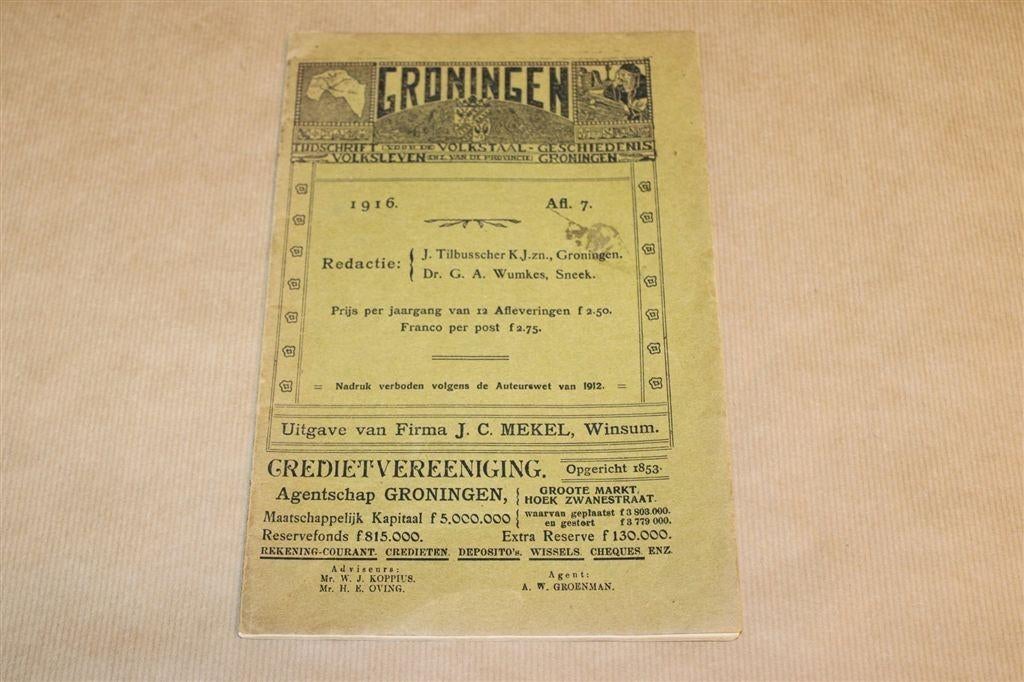 GRONINGEN
TIJDSCHRIFT VOOR DE VOLKSTAAL-GESCHIEDENIS
VOLKSLEVEN ENZ. VAN DE PROVINCIE GRONINGEN
1916. Afl. 7.
Redactie: { J. Tilbusscher K.J.zn., Groningen.
Dr. G. A. Wumkes, Sneek.
Prijs per jaargang van 12 Afleveringen f 2.50.
Franco per post f 2.75.
= Nadruk verboden volgens de Auteurswet van 1912. =
Uitgave van Firma J. C. MEKEL, Winsum.
CREDIETVEREENIGING. Opgericht 1853.
Agentschap GRONINGEN, { GROOTE MARKT,
HOEK ZWANESTRAAT.
Maatschappelijk Kapitaal f 5.000.000 { waarvan geplaatst f 3 803.000.
en gestort f 3 779 000.
Reservefonds f 815.000. Extra Reserve f 130.000.
REKENING-COURANT. CREDIETEN. DEPOSITO's. WISSELS. CHEQUES. ENZ.
Adviseurs: Agent:
Mr. W. J. KOPPIUS. A. W. GROENMAN.
Mr. H. E. OVING.